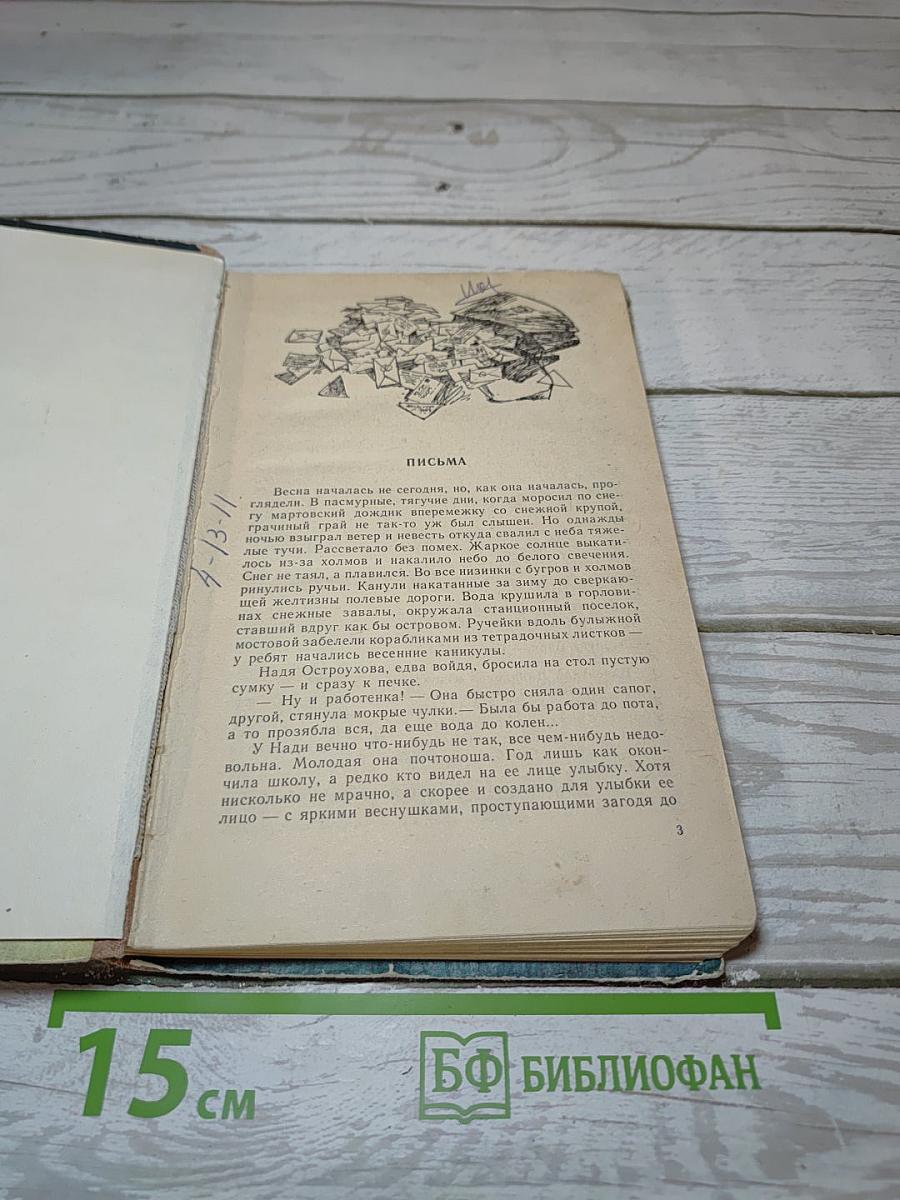 ПИСЬМА
Весна началась не сегодня, но, как она началась, про-
глядели. В пасмурные, тягучие дни, когда моросил по сне-
гу мартовский дождик вперемежку со снежной крупой,
грачиный грай не так-то уж был слышен. Но однажды
ночью взыграл ветер и невесть откуда свалил с неба тяже-
лые тучи. Рассветало без помех. Жаркое солнце выкати-
лось из-за холмов и накалило небо до белого свечения.
Снег не таял, а плавился. Во все низинки с бугров и холмов
ринулись ручьи. Канули накатанные за зиму до сверкаю-
щей желтизны полевые дороги. Вода крушила в горлови-
нах снежные завалы, окружала станционный поселок,
ставший вдруг как бы островом. Ручейки вдоль булыжной
мостовой забелели корабликами из тетрадочных листков —
у ребят начались весенние каникулы.
Надя Остроухова, едва войдя, бросила на стол пустую
сумку — и сразу к печке.
— Ну и работенка! — Она быстро сняла один сапог,
другой, стянула мокрые чулки.— Была бы работа до пота,
а то прозябла вся, да еще вода до колен...
У Нади вечно что-нибудь не так, все чем-нибудь недо-
вольна. Молодая она почтоноша. Год лишь как окон-
чила школу, а редко кто видел на ее лице улыбку. Хотя
нисколько не мрачно, а скорее и создано для улыбки ее
лицо — с яркими веснушками, проступающими загодя до
3
15 см
БФ БИБЛИОФАН